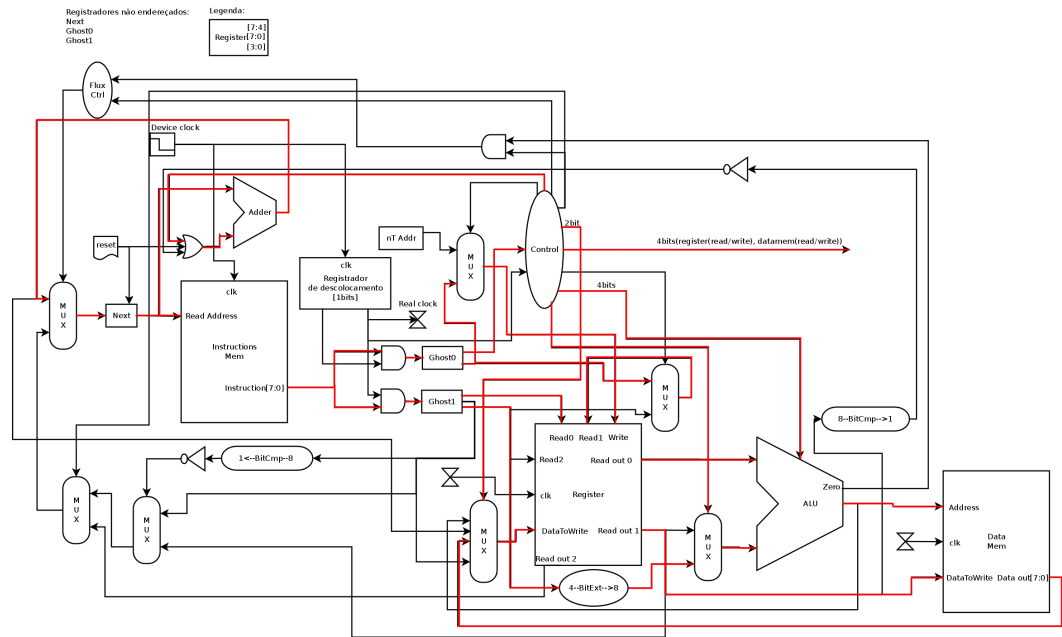 Registradores não endereçados:
Next
Ghost0
Ghost1
Legenda:
[7:4]
Register[7:0]
[3:0]
Flux
Ctrl
Device clock
Adder
reset
nT Addr
M
U
X
Control
2bit
4bits(register(read/write), datamem(read/write))
4bits
clk
Registrador
de descolocamento
[1bits]
Real clock
M
U
X
Next
clk
Read Address
Instructions
Mem
Instruction[7:0]
Ghost0
Ghost1
M
U
X
8--BitCmp-->1
Read0
Read1
Write
Read2
Read out 0
clk
Register
DataToWrite
Read out 1
Read out 2
1<--BitCmp--8
M
U
X
M
U
X
M
U
X
M
U
X
4--BitExt-->8
Zero
ALU
Address
clk
Data
Mem
DataToWrite
Data out[7:0]